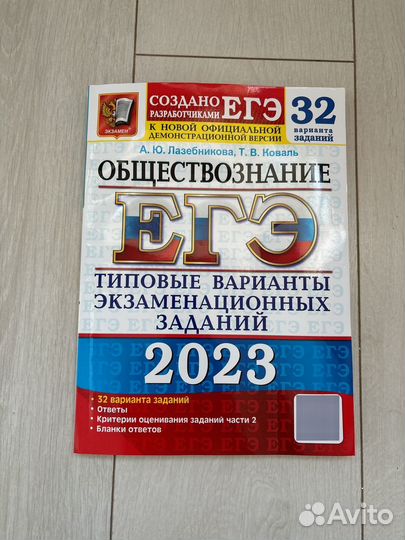 СОЗДАНО
РАЗРАБОТЧИКАМИ ЕГЭ
32
варианта
заданий
ЭКЗАМЕН
К НОВОЙ ОФИЦИАЛЬНОЙ
ДЕМОНСТРАЦИОННОЙ ВЕРСИИ
А. Ю. Лазебникова, Т. В. Коваль
ОБЩЕСТВОЗНАНИЕ
ЕГЭ
ТИПОВЫЕ ВАРИАНТЫ
ЭКЗАМЕНАЦИОННЫХ
ЗАДАНИЙ
2023
• 32 варианта заданий
• Ответы
• Критерии оценивания заданий части 2
• Бланки ответов
Avito